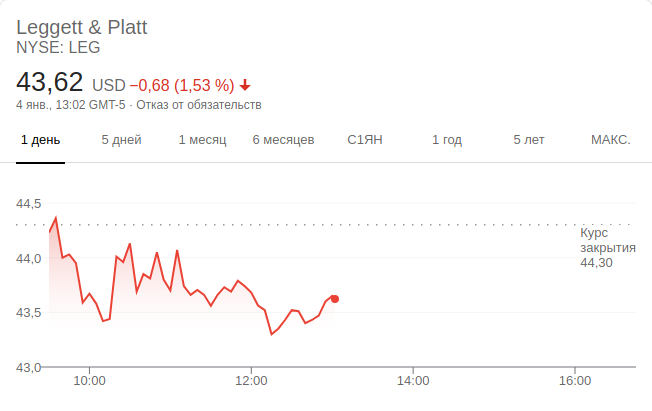 Leggett & Platt
NYSE: LEG
43,62 USD −0,68 (1,53 %)
4 янв., 13:02 GMT-5 · Отказ от обязательств
1 день 5 дней 1 месяц 6 месяцев С1ЯН 1 год 5 лет МАКС.
44,5
Курс
закрытия
44,30
44,0
43,5
43,0
10:00 12:00 14:00 16:00